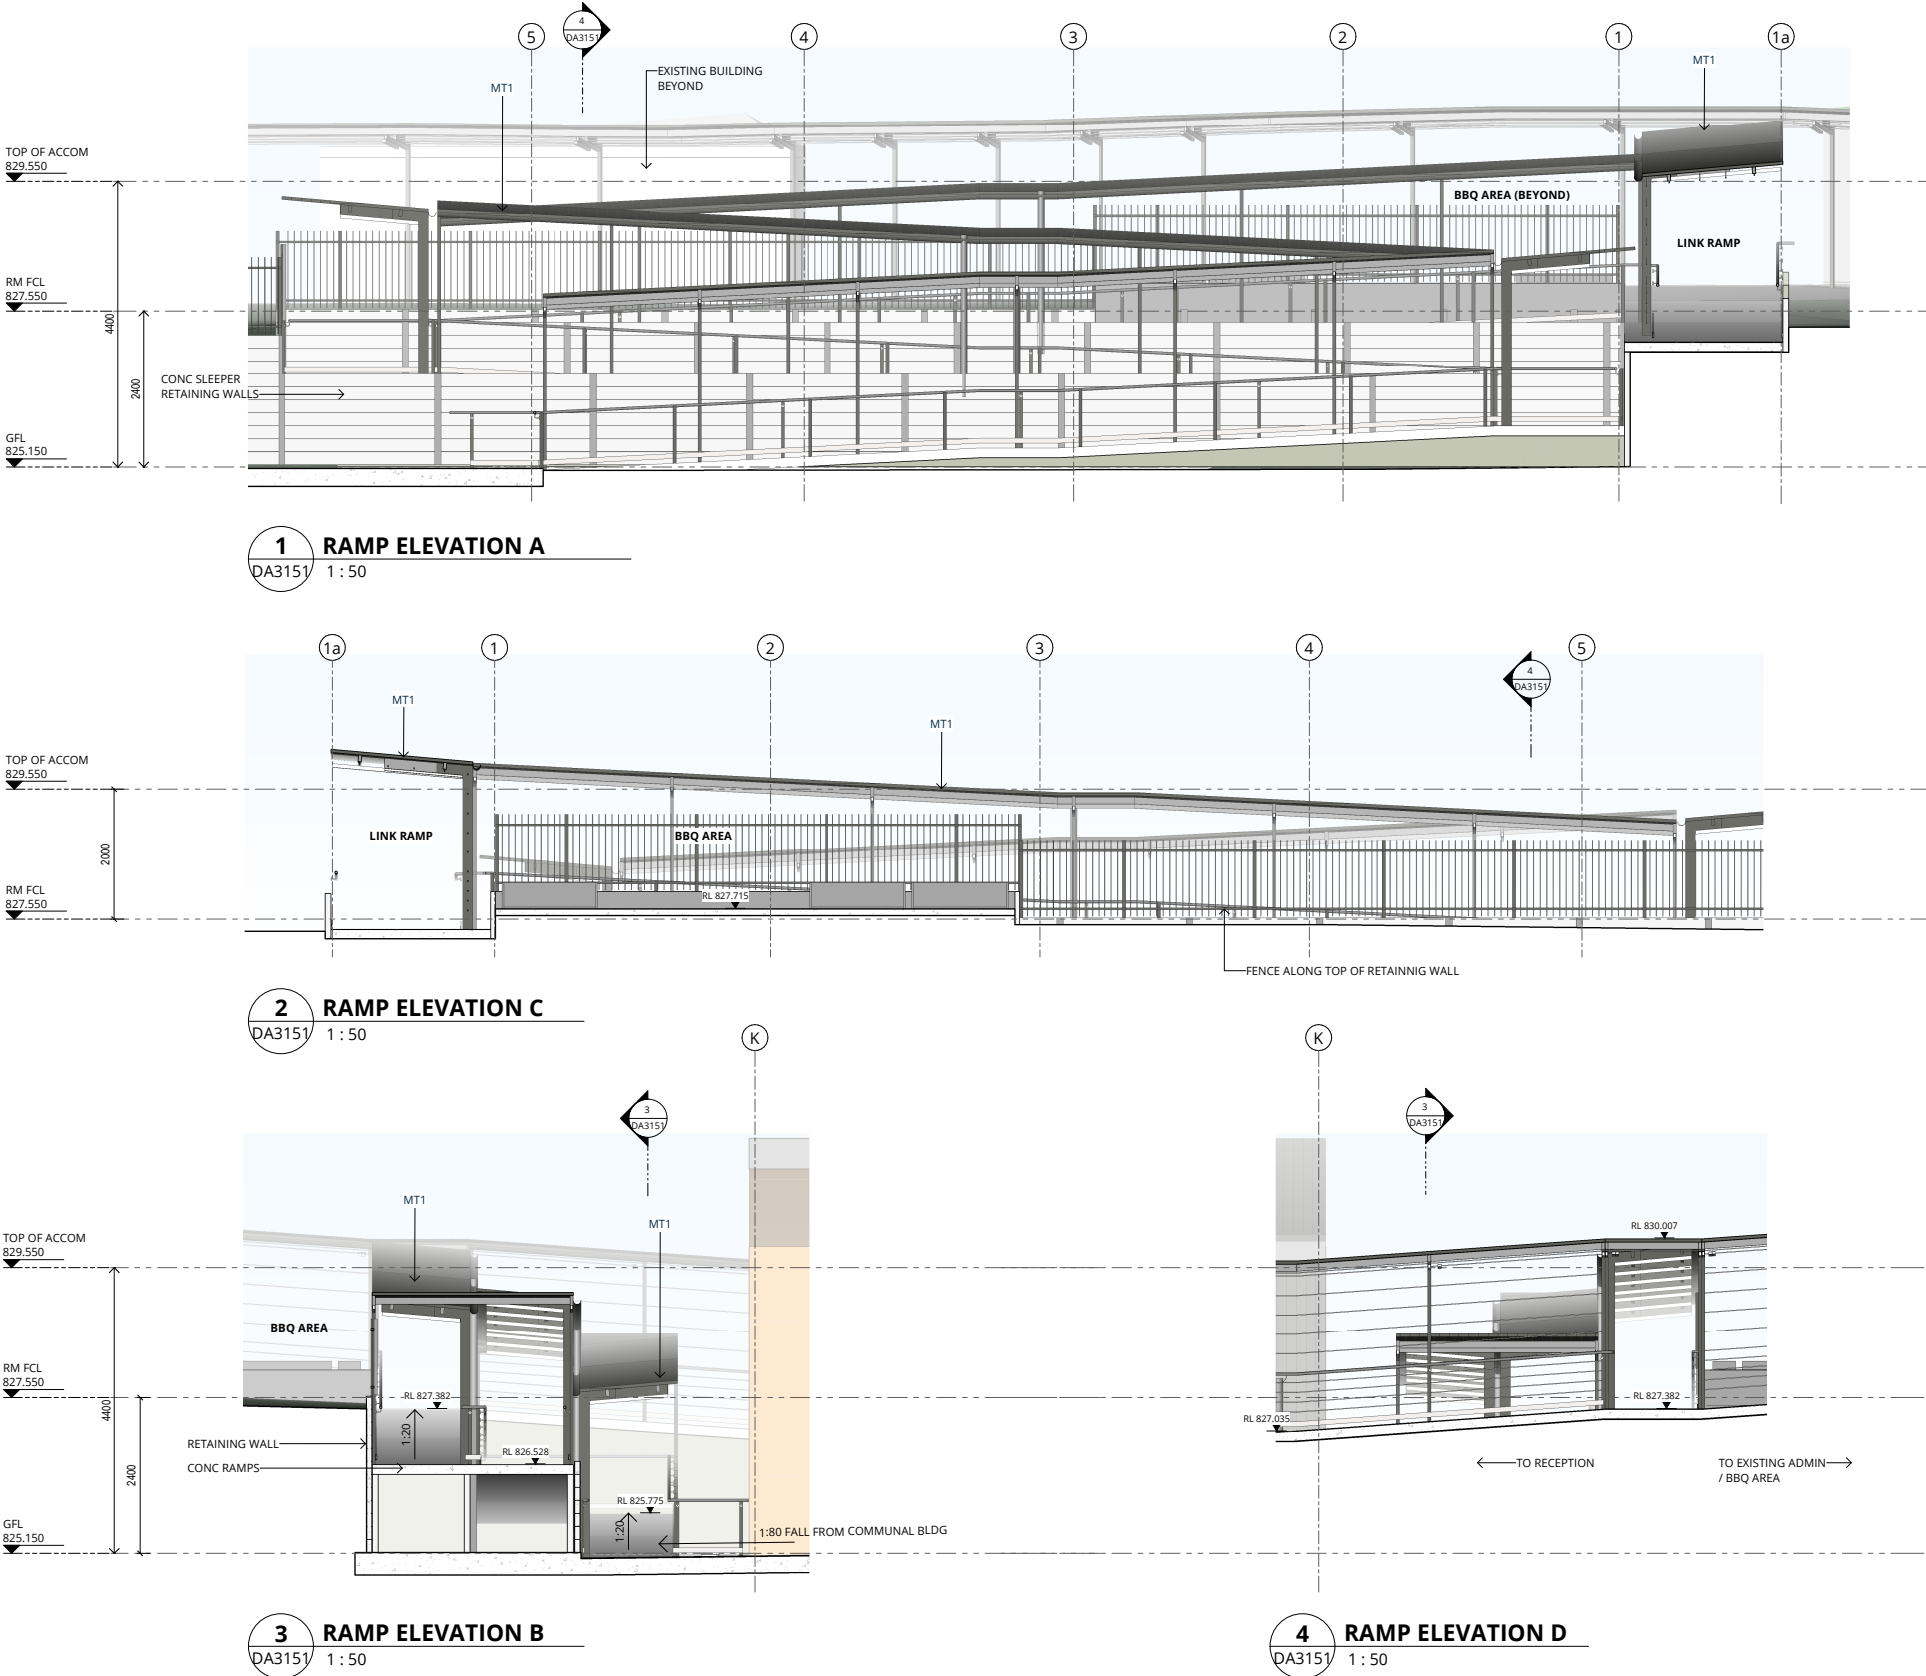 5
4
DA3151
4
3
2
1
1a
EXISTING BUILDING
BEYOND
MT1
MT1
TOP OF ACCOM
829.550
BBQ AREA (BEYOND)
LINK RAMP
RM FCL
827.550
4400
2400
CONC SLEEPER
RETAINING WALLS
GFL
825.150
1
DA3151
RAMP ELEVATION A
1 : 50
1a
1
2
3
4
5
4
DA3151
MT1
MT1
TOP OF ACCOM
829.550
2000
LINK RAMP
BBQ AREA
RL 827.715
RM FCL
827.550
FENCE ALONG TOP OF RETAINNIG WALL
2
DA3151
RAMP ELEVATION C
1 : 50
K
3
DA3151
MT1
MT1
TOP OF ACCOM
829.550
BBQ AREA
RM FCL
827.550
4400
2400
RL 827.382
1:20
RETAINING WALL
CONC RAMPS
RL 826.528
RL 825.775
1:20
1:80 FALL FROM COMMUNAL BLDG
GFL
825.150
3
DA3151
RAMP ELEVATION B
1 : 50
K
3
DA3151
RL 830.007
RL 827.382
RL 827.035
TO RECEPTION
TO EXISTING ADMIN
/ BBQ AREA
4
DA3151
RAMP ELEVATION D
1 : 50